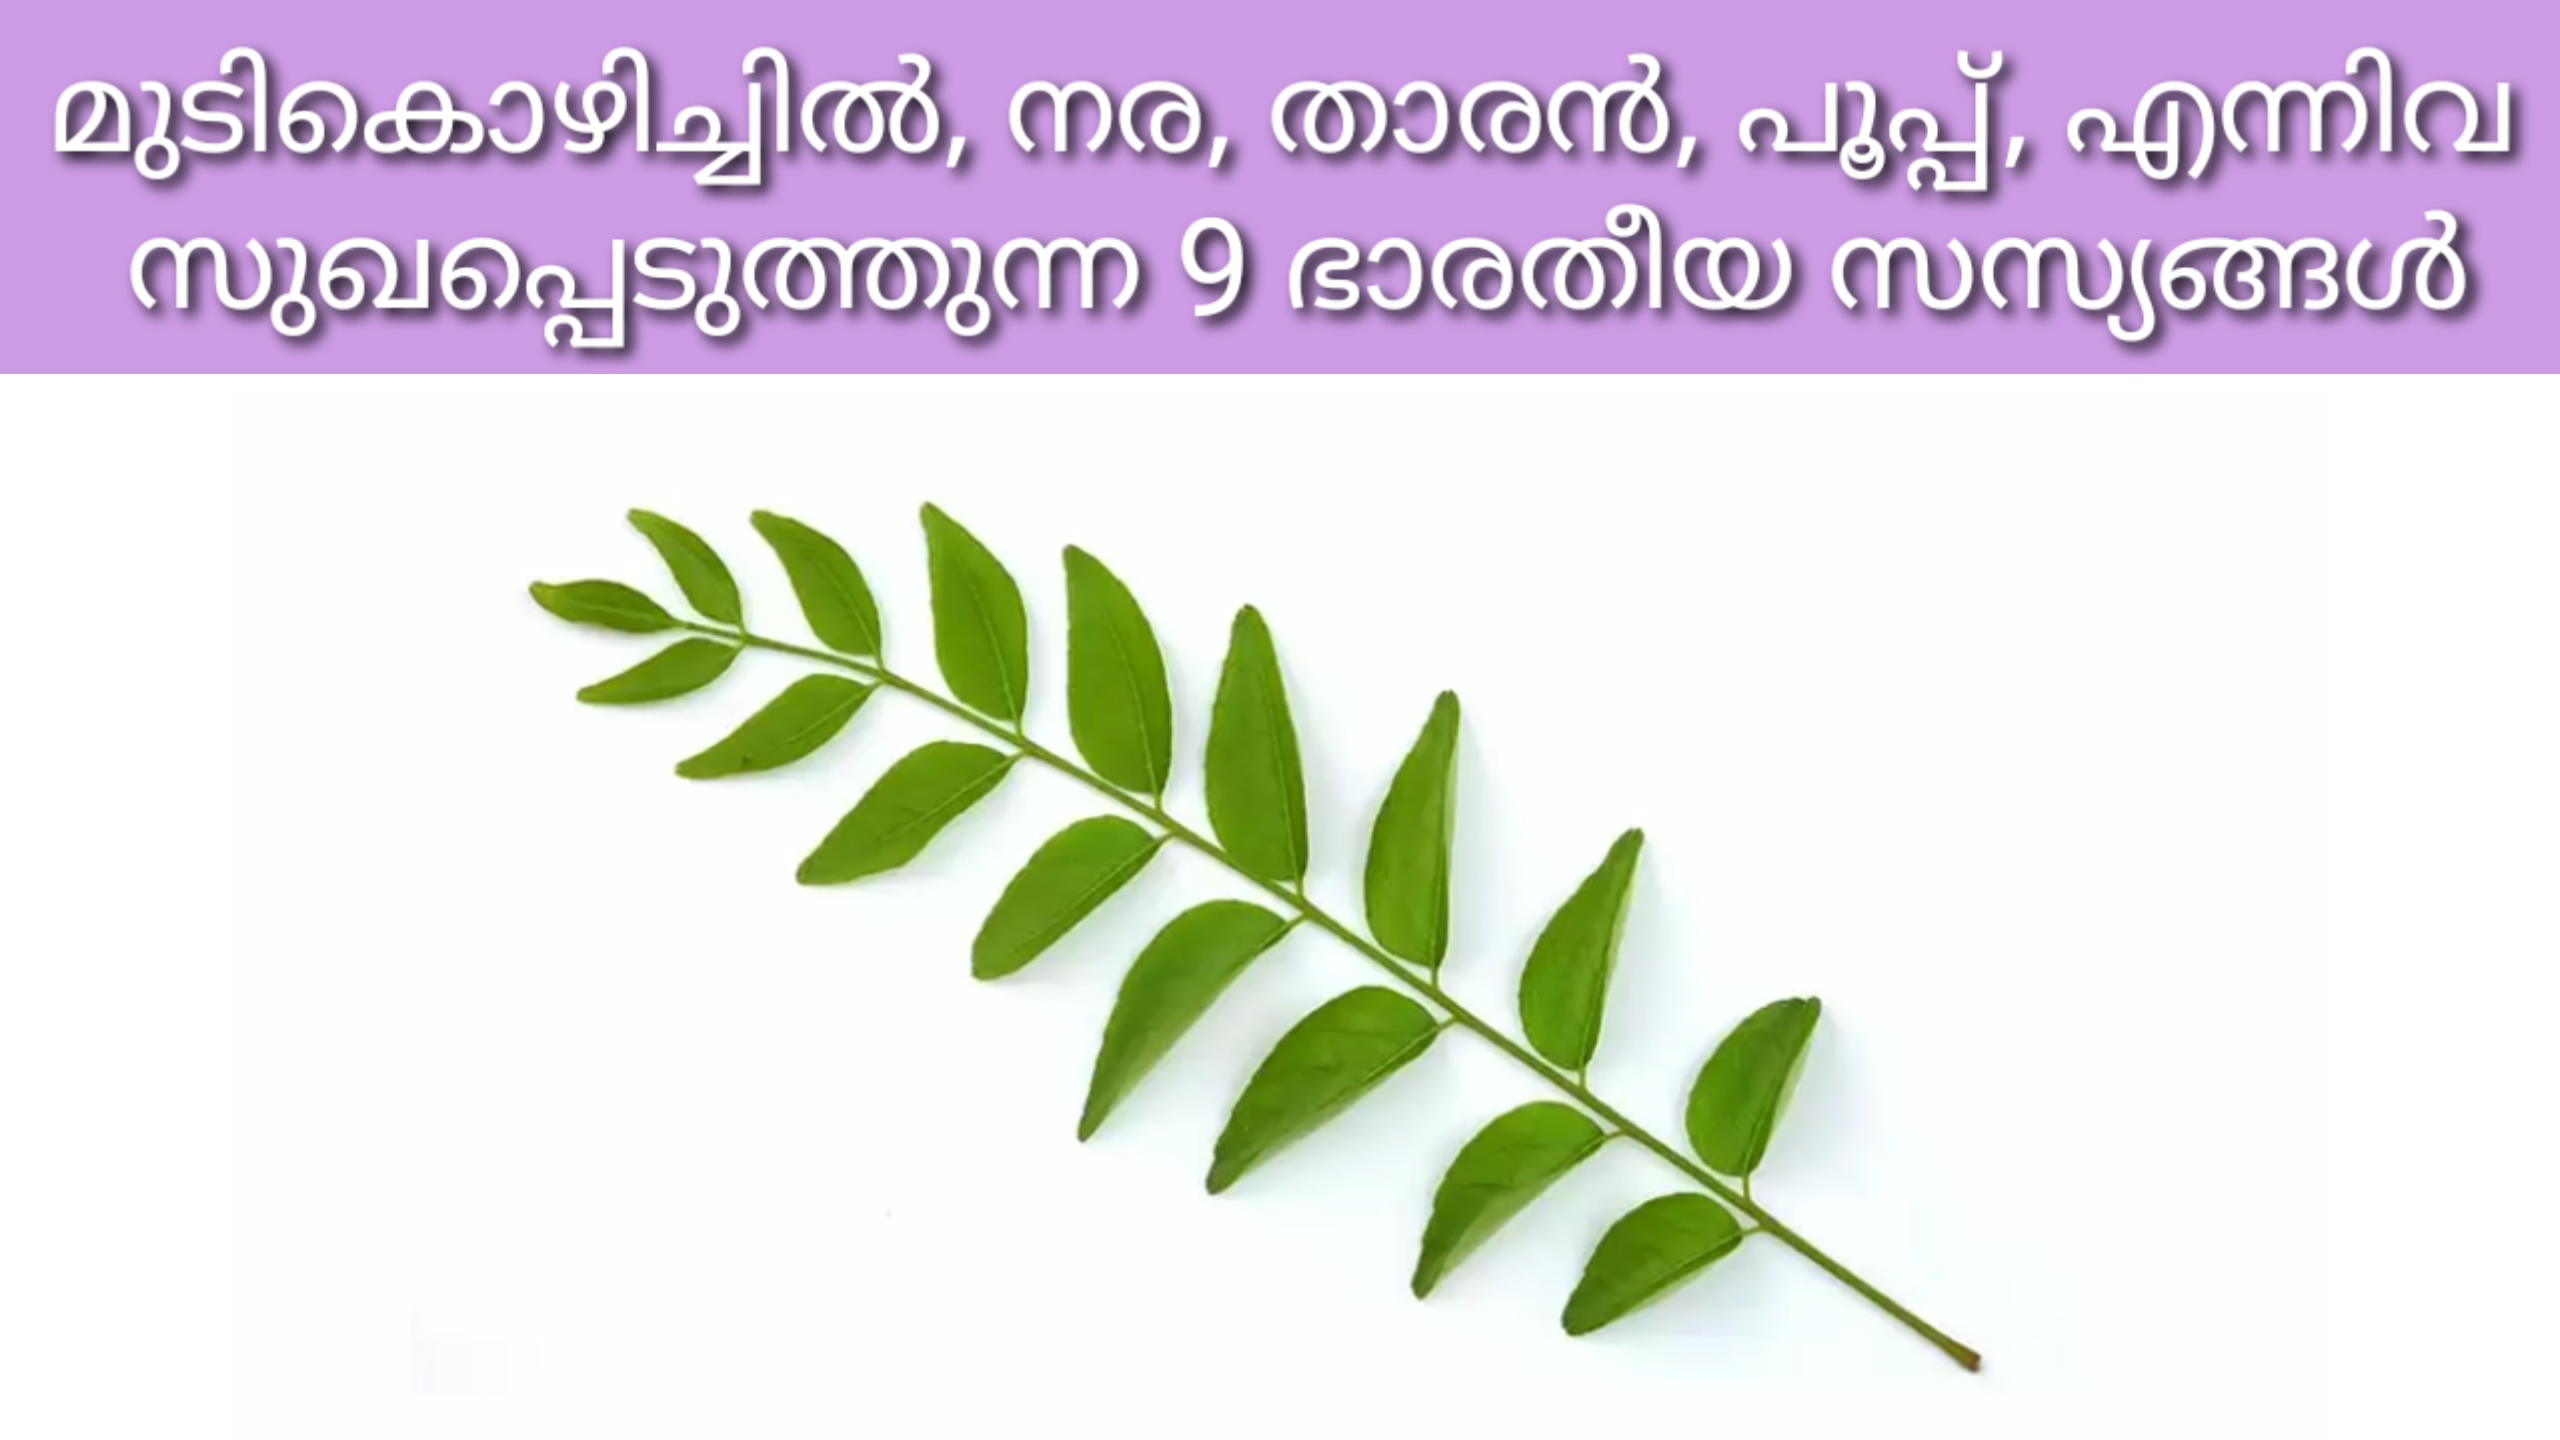 മുടികൊഴിച്ചിൽ, നര, താരൻ, പൂപ്പ്, എന്നിവ
സുഖപ്പെടുത്തുന്ന 9 ഭാരതീയ സസ്യങ്ങൾ